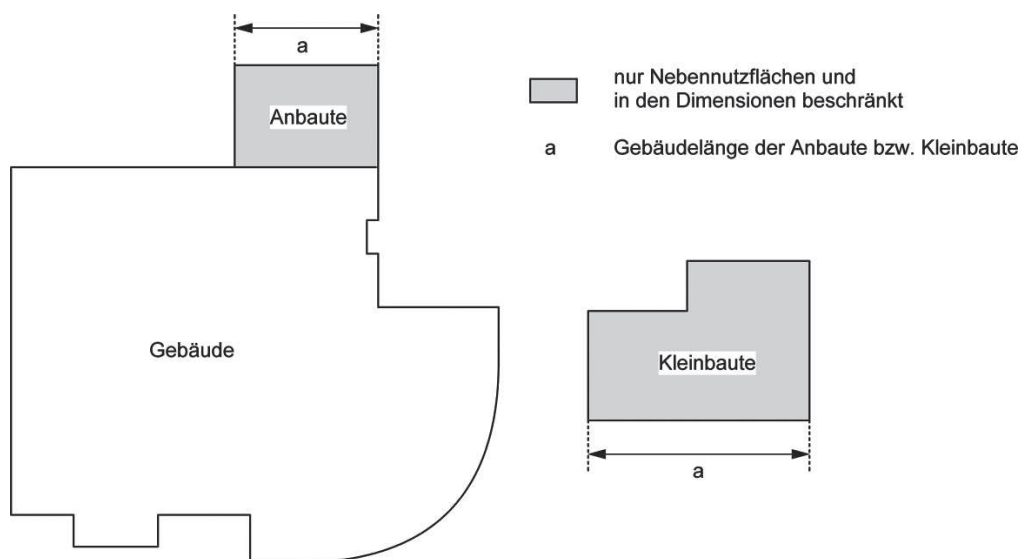 a
Anbaute
nur Nebennutzflächen und
in den Dimensionen beschränkt
a Gebäudelänge der Anbaute bzw. Kleinbaute
Gebäude
Kleinbaute
a